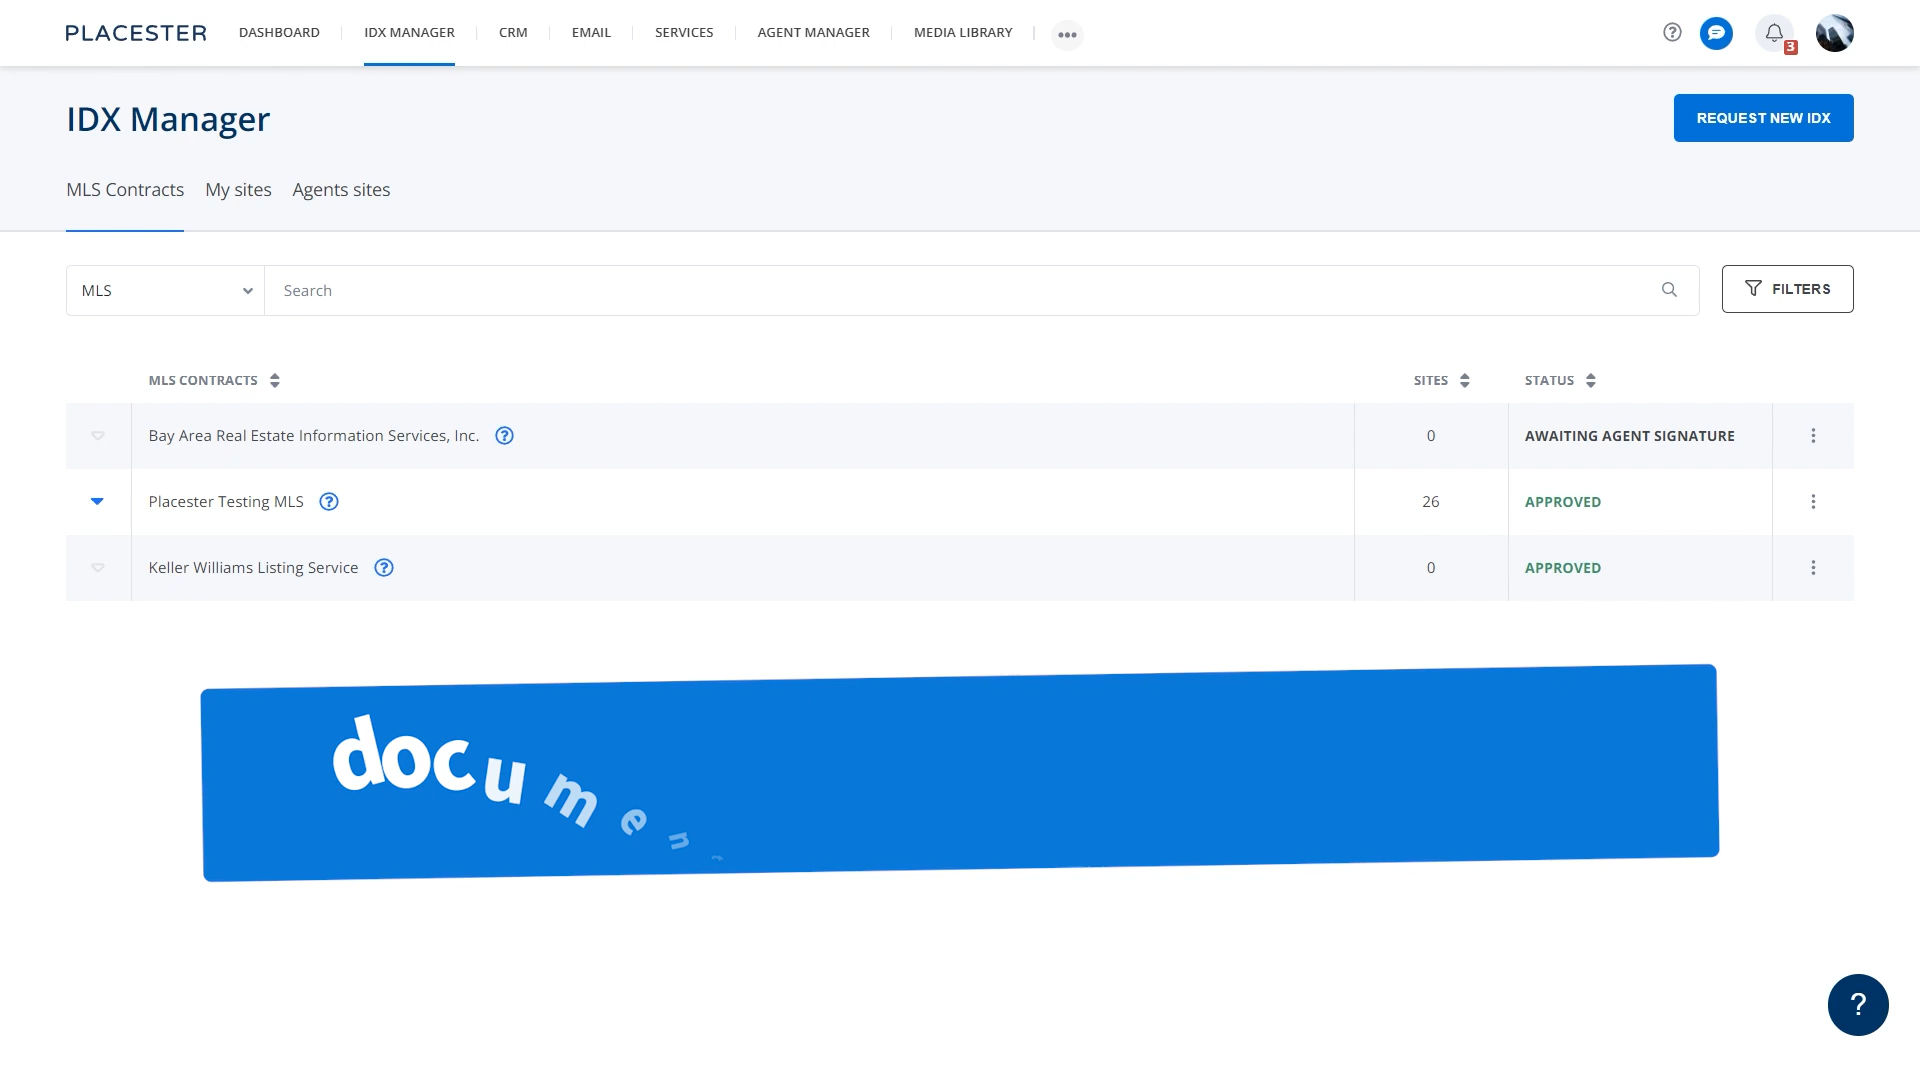 PLACESTER
DASHBOARD
IDX MANAGER
CRM
EMAIL
SERVICES
AGENT MANAGER
MEDIA LIBRARY
3
IDX Manager
REQUEST NEW IDX
MLS Contracts
My sites
Agents sites
MLS
Search
FILTERS
MLS CONTRACTS
SITES
STATUS
Bay Area Real Estate Information Services, Inc.
0
AWAITING AGENT SIGNATURE
Placester Testing MLS
26
APPROVED
Keller Williams Listing Service
0
APPROVED
documen
?